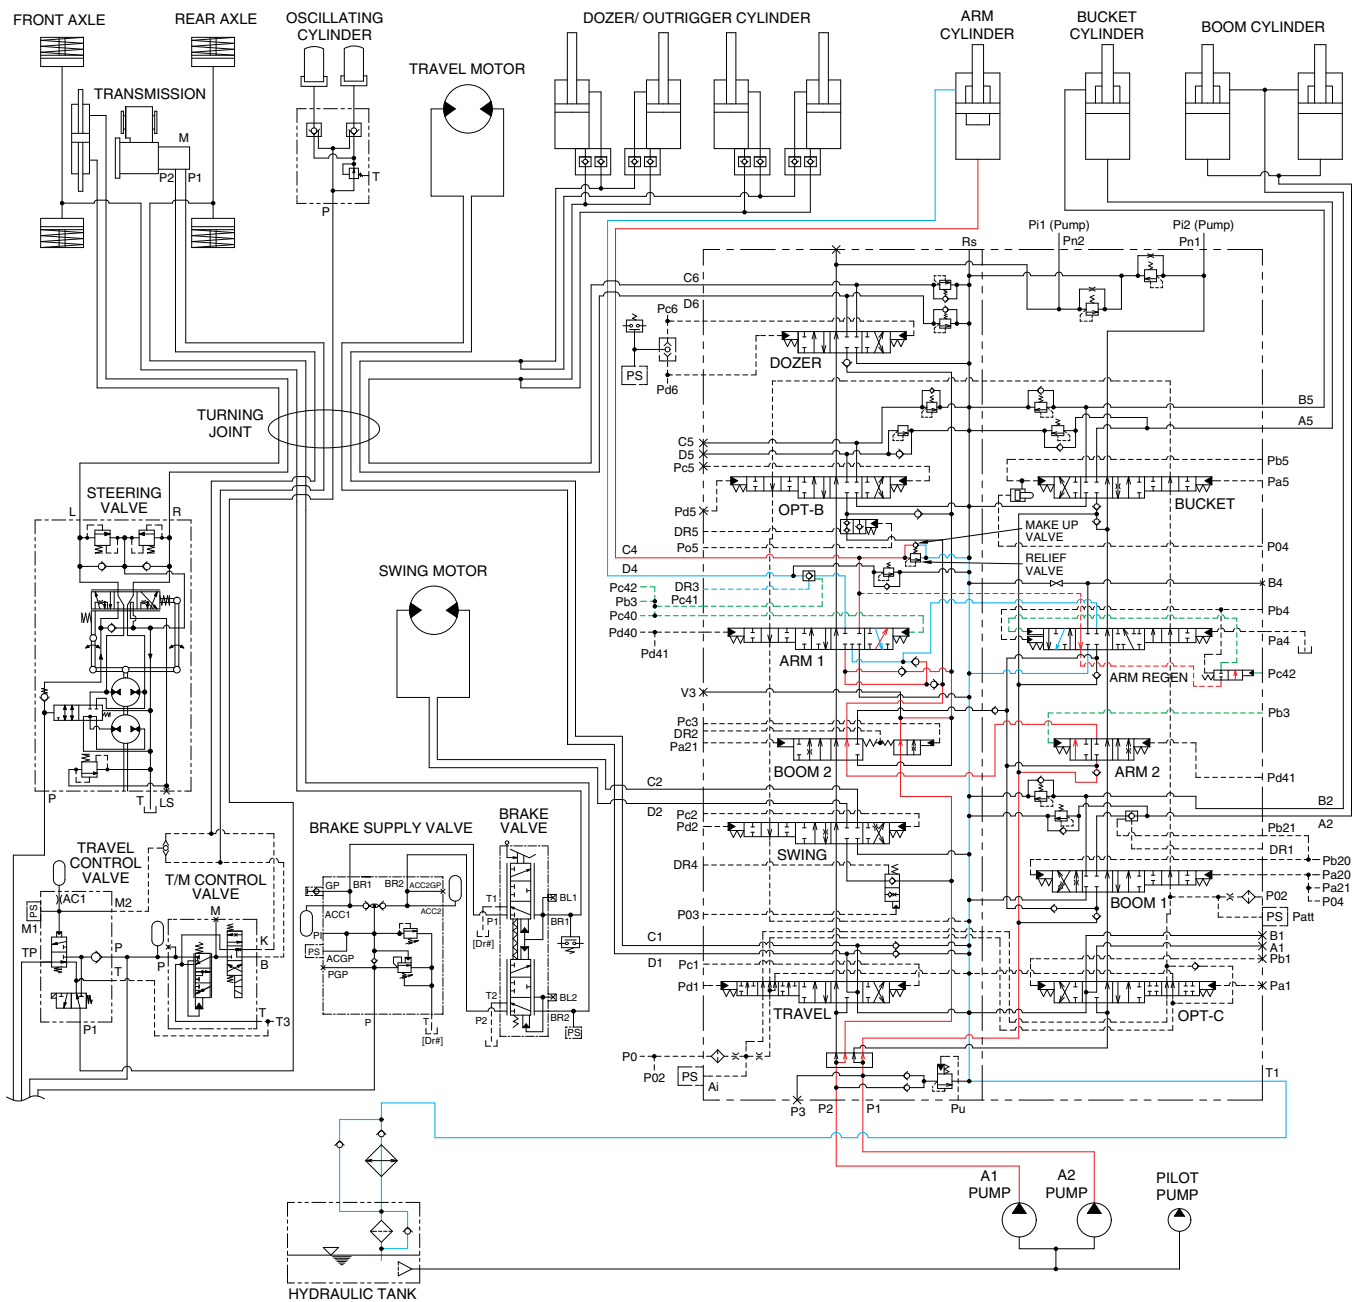 FRONT AXLE
REAR AXLE
OSCILLATING
CYLINDER
DOZER/ OUTRIGGER CYLINDER
ARM
CYLINDER
BUCKET
CYLINDER
BOOM CYLINDER
TRAVEL MOTOR
TRANSMISSION
M
P2 P1
T
P
Pi1 (Pump)
Pn2
Pi2 (Pump)
Pn1
Rs
C6
D6
Pc6
PS
Pd6
DOZER
TURNING
JOINT
B5
A5
C5
D5
Pc5
Pb5
Pa5
Pd5
OPT-B
BUCKET
STEERING
VALVE
L
R
DR5
Po5
MAKE UP
VALVE
RELIEF
VALVE
P04
C4
D4
B4
SWING MOTOR
Pc42
Pb3
Pc40
DR3
Pc41
Pb4
Pa4
Pd40
Pd41
ARM 1
ARM REGEN
Pc42
V3
Pb3
Pc3
DR2
Pa21
BOOM 2
ARM 2
Pd41
P
T
LS
C2
D2
B2
A2
Pc2
Pd2
Pb21
DR1
SWING
BRAKE SUPPLY VALVE
BRAKE
VALVE
TRAVEL
CONTROL
VALVE
T/M CONTROL
VALVE
DR4
Pb20
Pa20
Pa21
P04
BOOM 1
P02
PS Patt
P03
GP
BR1
BR2
ACC2GP
ACC1
ACC2
T1
P1
[Dr#]
BL1
BR1
AC1
M2
PS
M1
TP
M
K
B
P
T
P
T
T3
P1
PI
PS
ACGP
PGP
P
T
[Dr#]
T2
P2
BL2
BR2
PS
C1
D1
B1
A1
Pb1
Pc1
Pd1
Pa1
TRAVEL
OPT-C
P0
P02
PS
Ai
P3
P2
P1
Pu
T1
A1
PUMP
A2
PUMP
PILOT
PUMP
HYDRAULIC TANK